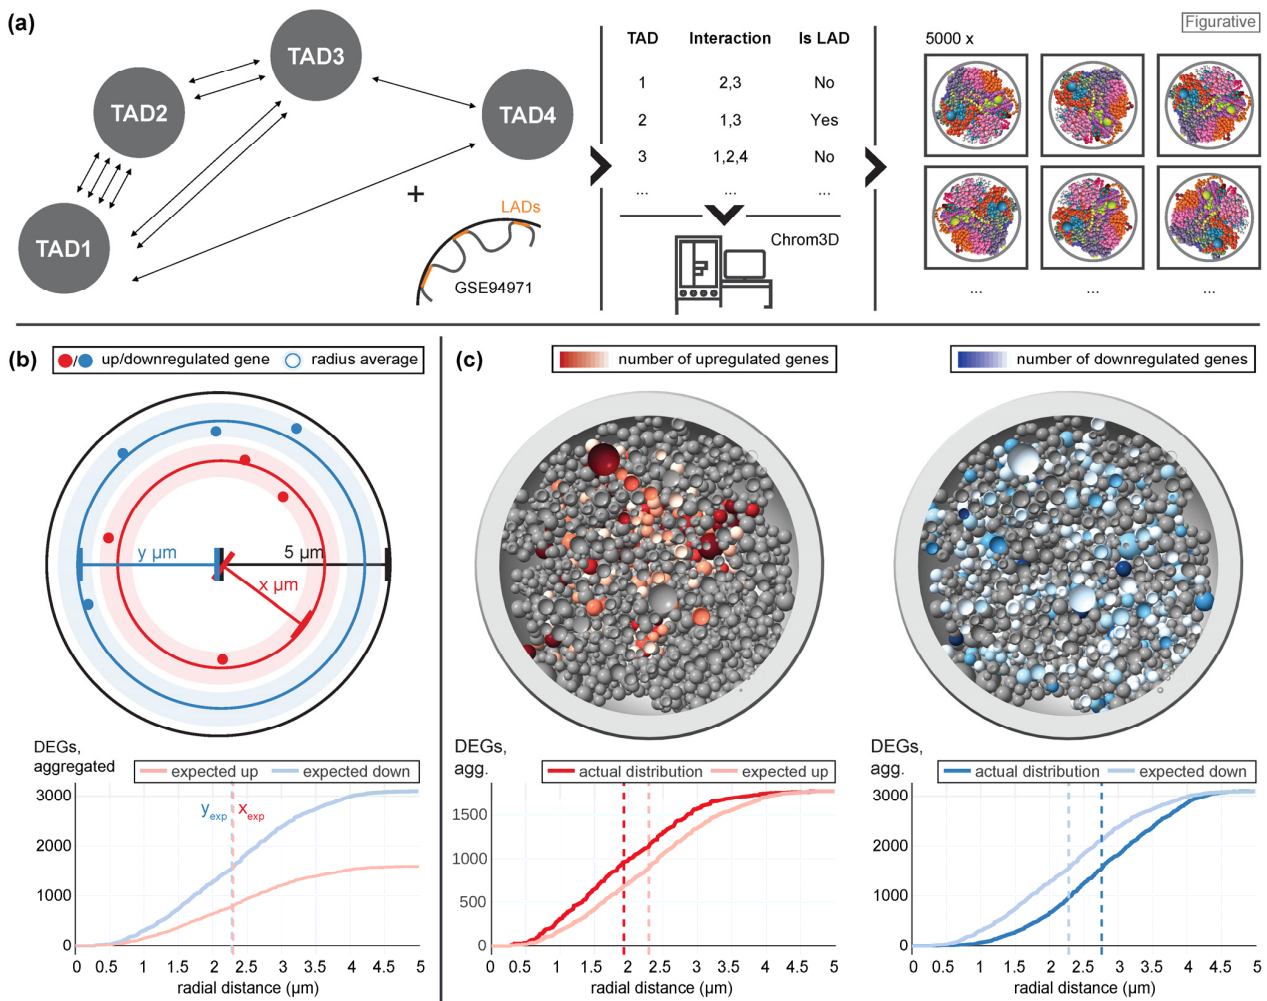 (a)
TAD1
TAD2
TAD3
TAD4
+
LADs
GSE94971
TAD Interaction Is LAD
1 2,3 No
2 1,3 Yes
3 1,2,4 No
... ... ...
Chrom3D
Figurative
5000 x
... ... ...
(b)
/ up/downregulated gene radius average
y µm
5 µm
x µm
DEGs,
aggregated
expected up expected down
3000
2000
1000
0
yexp xexp
0 0.5 1 1.5 2 2.5 3 3.5 4 4.5 5
radial distance (µm)
(c)
number of upregulated genes
number of downregulated genes
DEGs,
agg.
actual distribution expected up
1500
1000
500
0
0 0.5 1 1.5 2 2.5 3 3.5 4 4.5 5
radial distance (µm)
DEGs,
agg.
actual distribution expected down
3000
2000
1000
0
0 0.5 1 1.5 2 2.5 3 3.5 4 4.5 5
radial distance (µm)